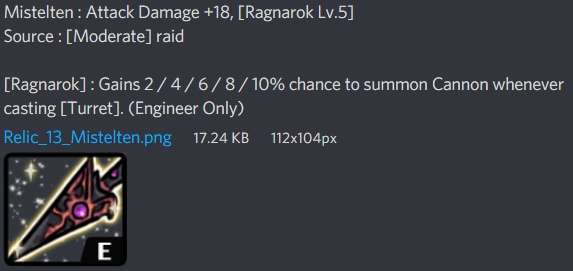 Mistelten : Attack Damage +18, [Ragnarok Lv.5]
Source : [Moderate] raid
[Ragnarok] : Gains 2 / 4 / 6 / 8 / 10% chance to summon Cannon whenever
casting [Turret]. (Engineer Only)
Relic_13_Mistelten.png 17.24 KB 112x104px
E